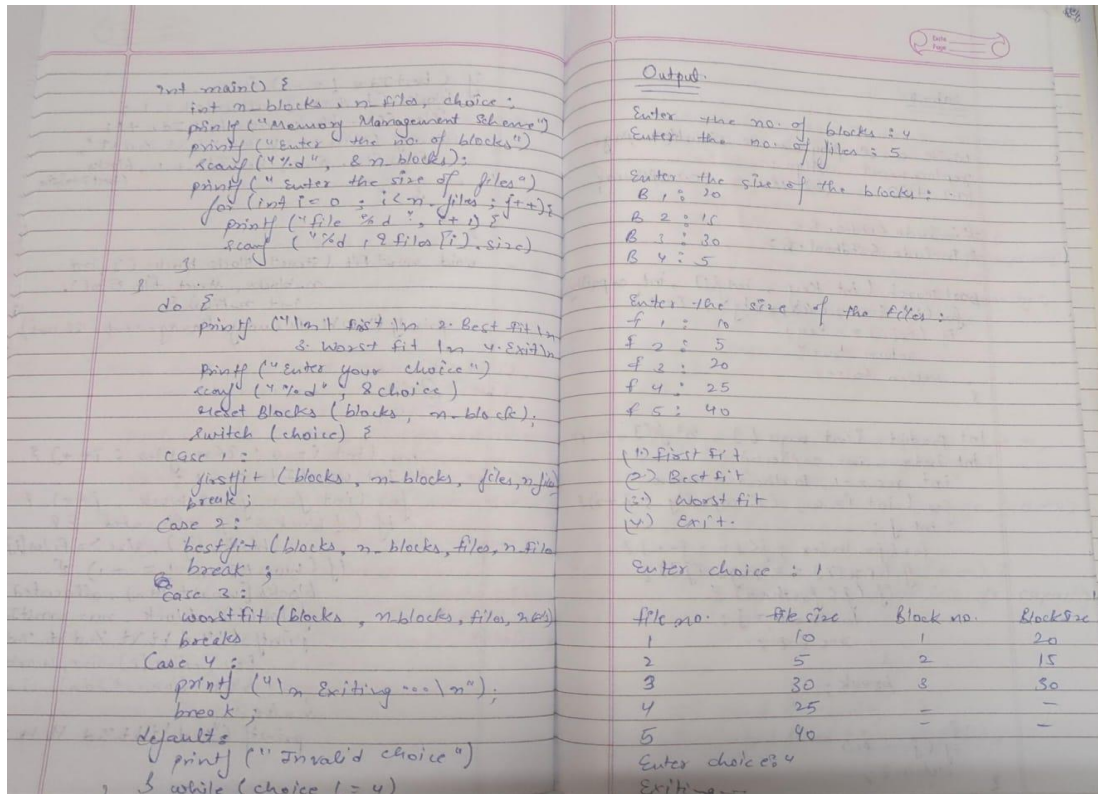 int main() {
int n_blocks, n_files, choice;
printf ("Memory Management Scheme")
printf ("Enter the no. of blocks")
scanf ("%d", & n_blocks);
printf (" Enter the size of files")
for (int i = 0 ; i < n_files ; i++);
printf ("file %d ", i + 1) {
scanf ("%d, & files [i]. size)
}
}
do {
printf ("\n 1 first \n 2. Best fit \n
3. Worst fit \n 4. Exit \n
Printf ("Enter your choice")
scanf ("%d", & choice)
reset Blocks (blocks, n_block);
switch (choice) {
case 1 :
firstfit (blocks, n_blocks, files, n_files)
break;
Case 2 :
bestfit (blocks, n_blocks, files, n_file
break ;
Case 3 :
worstfit (blocks, n_blocks, files,
breaks
Case 4 :
printf ("\n Exiting ... \n");
break ;
default :
printf (" Invalid choice ")
} while (choice != 4)
Date
Page
Output.
Enter the no. of blocks : 4
Enter the no. of files : 5
Enter the size of the blocks :
B 1 : 20
B 2 : 15
B 3 : 30
B 4 : 5
Enter the size of the files :
f 1 : 10
f 2 : 5
f 3 : 20
f 4 : 25
f 5 : 40
(1.) first fit
(2.) Best fit
(3.) Worst fit
(4) Exit.
Enter choice : 1
file no. file size Block no. Block size
1 10 1 20
2 5 2 15
3 30 3 30
4 25 - -
5 40 - -
Enter choice: 4
Exiting